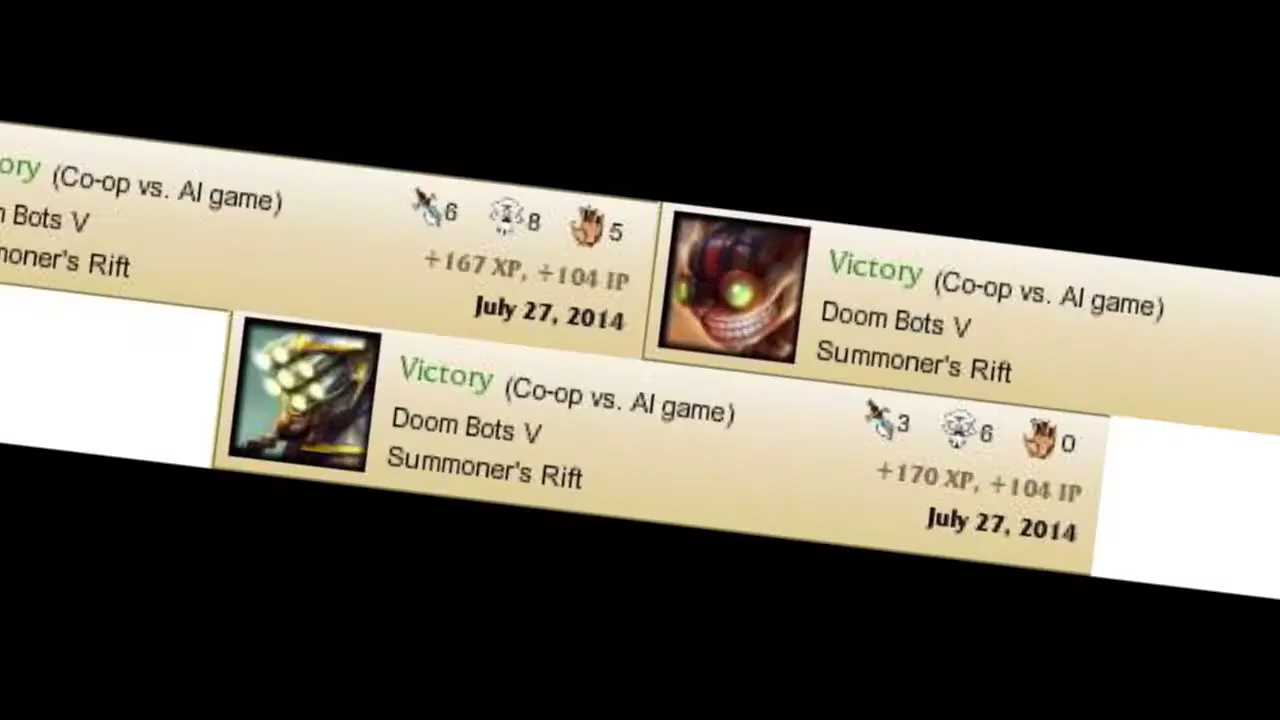 ory (Co-op vs. AI game)
Bots V
moner's Rift
6 8 5
+167 XP, +104 IP
July 27, 2014
Victory (Co-op vs. AI game)
Doom Bots V
Summoner's Rift
Victory (Co-op vs. AI game)
Doom Bots V
Summoner's Rift
3 6 0
+170 XP, +104 IP
July 27, 2014